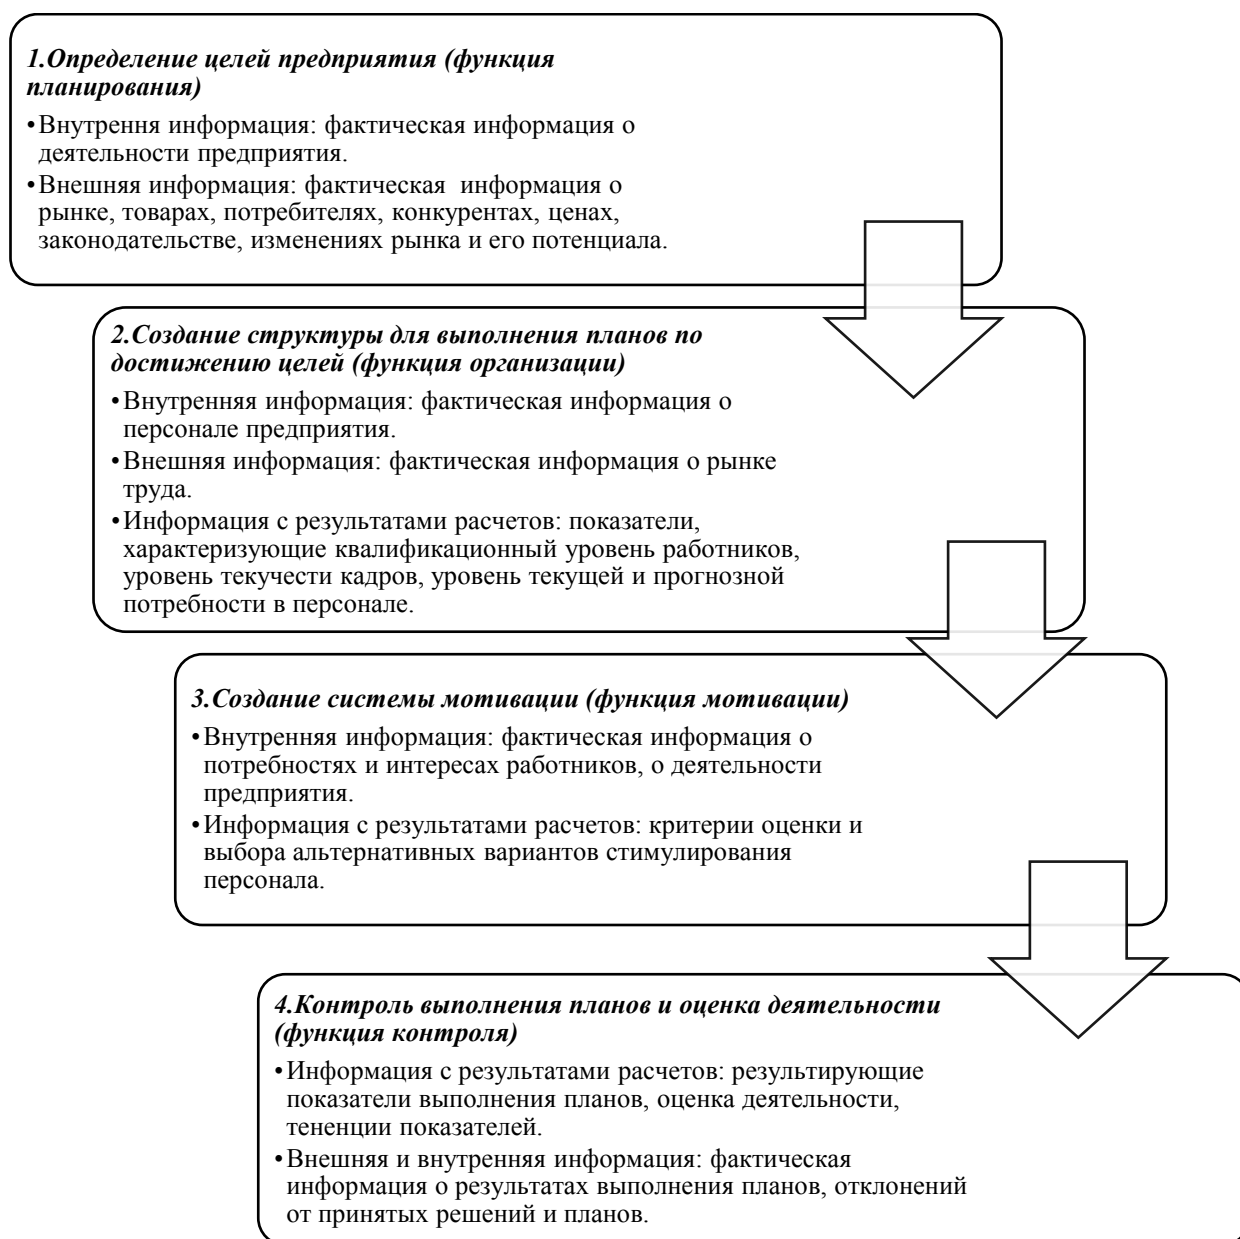 1.Определение целей предприятия (функция
планирования)
•Внутрення информация: фактическая информация о
деятельности предприятия.
•Внешняя информация: фактическая информация о
рынке, товарах, потребителях, конкурентах, ценах,
законодательстве, изменениях рынка и его потенциала.
2.Создание структуры для выполнения планов по
достижению целей (функция организации)
•Внутренняя информация: фактическая информация о
персонале предприятия.
•Внешняя информация: фактическая информация о рынке
труда.
•Информация с результатами расчетов: показатели,
характеризующие квалификационный уровень работников,
уровень текучести кадров, уровень текущей и прогнозной
потребности в персонале.
3.Создание системы мотивации (функция мотивации)
•Внутренняя информация: фактическая информация о
потребностях и интересах работников, о деятельности
предприятия.
•Информация с результатами расчетов: критерии оценки и
выбора альтернативных вариантов стимулирования
персонала.
4.Контроль выполнения планов и оценка деятельности
(функция контроля)
•Информация с результатами расчетов: результирующие
показатели выполнения планов, оценка деятельности,
тененции показателей.
•Внешняя и внутренняя информация: фактическая
информация о результатах выполнения планов, отклонений
от принятых решений и планов.